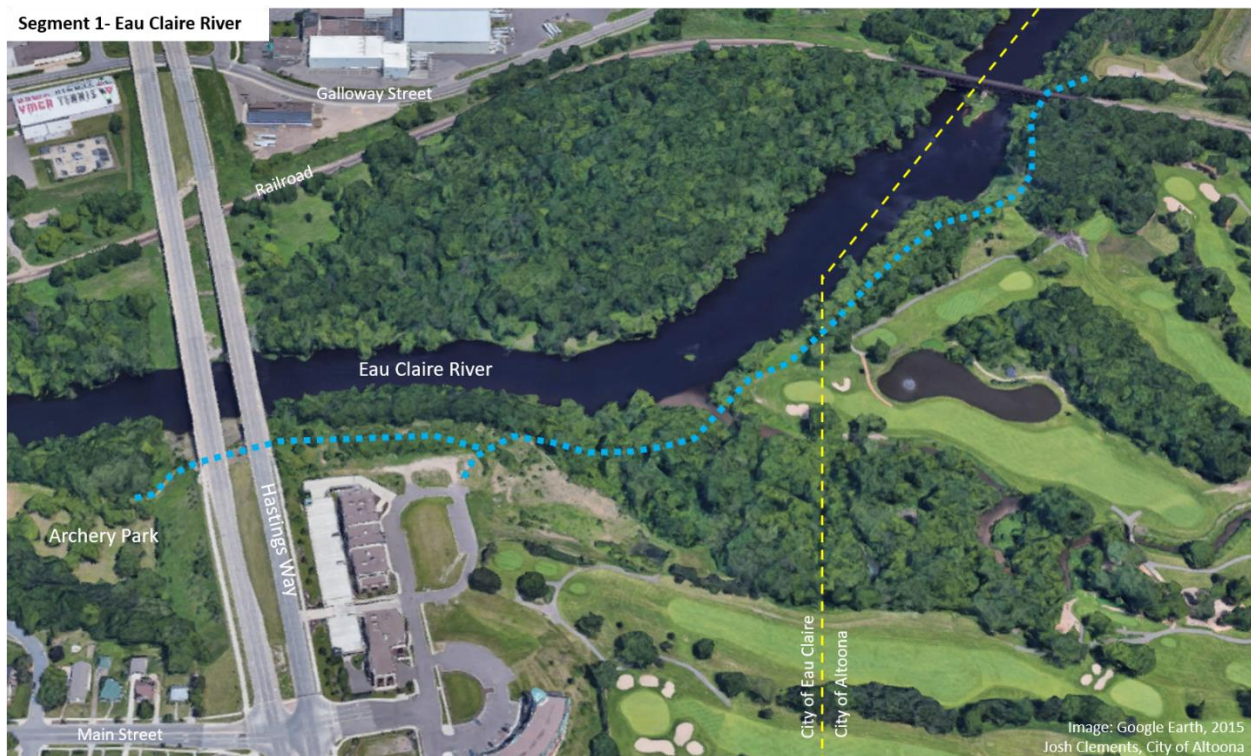 Segment 1- Eau Claire River
Galloway Street
YMCA TENNIS
Railroad
Eau Claire River
Hastings Way
Archery Park
City of Eau Claire
City of Altoona
Main Street
Image: Google Earth, 2015
Josh Clements, City of Altoona